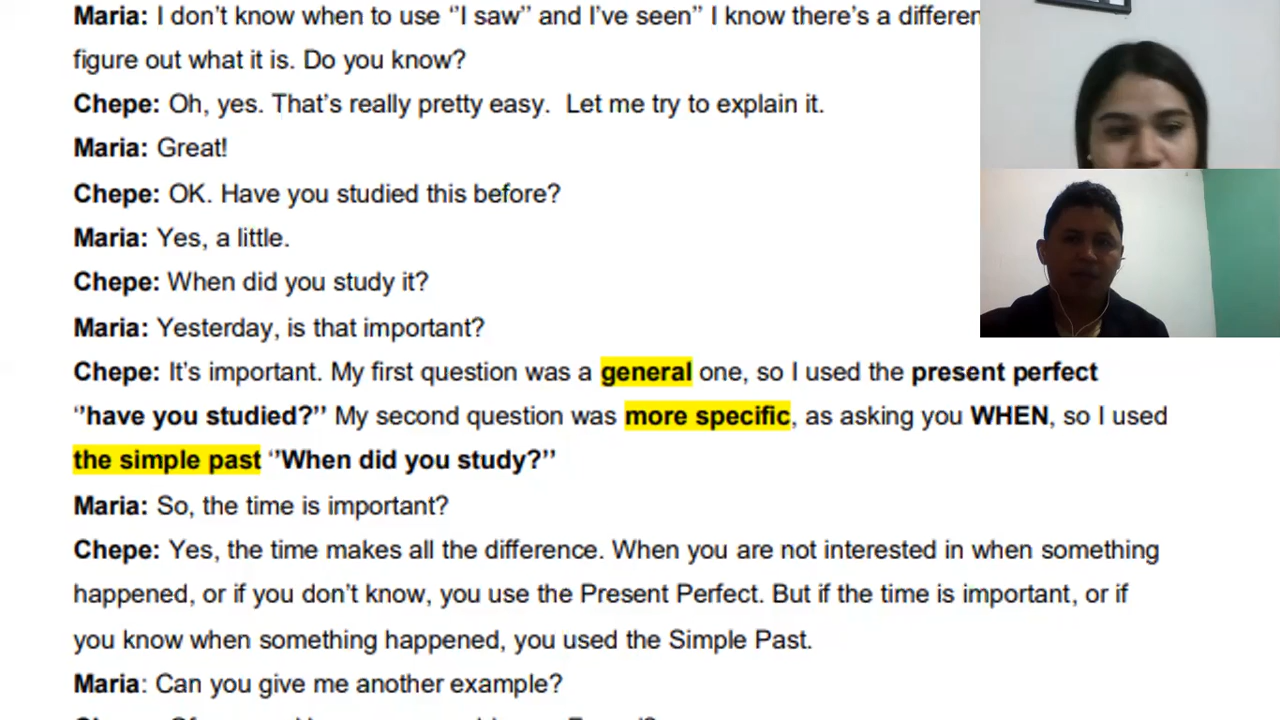 Maria: I don’t know when to use ‘’I saw’’ and I’ve seen” I know there’s a
figure out what it is. Do you know?
Chepe: Oh, yes. That’s really pretty easy.  Let me try to explain it.
Maria: Great!
Chepe: OK. Have you studied this before?
Maria: Yes, a little.
Chepe: When did you study it?
Maria: Yesterday, is that important?
Chepe: It’s important. My first question was a general one, so I used the present perfect
‘’have you studied?’’ My second question was more specific, as asking you WHEN, so I used
the simple past ‘’When did you study?’’
Maria: So, the time is important?
Chepe: Yes, the time makes all the difference. When you are not interested in when something
happened, or if you don’t know, you use the Present Perfect. But if the time is important, or if
you know when something happened, you used the Simple Past.
Maria: Can you give me another example?